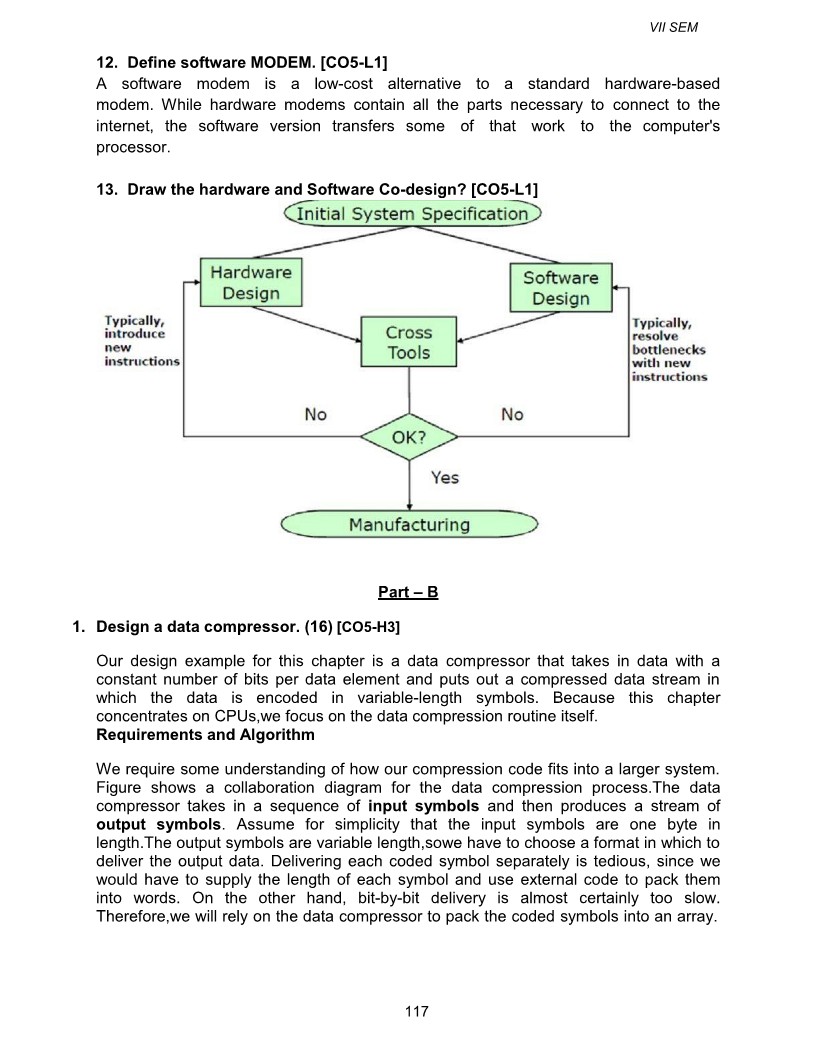 VII SEM
12. Define software MODEM. [CO5-L1]
A software modem is a low-cost alternative to a standard hardware-based
modem. While hardware modems contain all the parts necessary to connect to the
internet, the software version transfers some of that work to the computer's
processor.
13. Draw the hardware and Software Co-design? [CO5-L1]
Initial System Specification
Hardware
Design
Software
Design
Typically,
introduce
new
instructions
Cross
Tools
Typically,
resolve
bottlenecks
with new
instructions
No
No
OK?
Yes
Manufacturing
Part – B
1. Design a data compressor. (16) [CO5-H3]
Our design example for this chapter is a data compressor that takes in data with a
constant number of bits per data element and puts out a compressed data stream in
which the data is encoded in variable-length symbols. Because this chapter
concentrates on CPUs,we focus on the data compression routine itself.
Requirements and Algorithm
We require some understanding of how our compression code fits into a larger system.
Figure shows a collaboration diagram for the data compression process.The data
compressor takes in a sequence of input symbols and then produces a stream of
output symbols. Assume for simplicity that the input symbols are one byte in
length.The output symbols are variable length,sowe have to choose a format in which to
deliver the output data. Delivering each coded symbol separately is tedious, since we
would have to supply the length of each symbol and use external code to pack them
into words. On the other hand, bit-by-bit delivery is almost certainly too slow.
Therefore,we will rely on the data compressor to pack the coded symbols into an array.
117